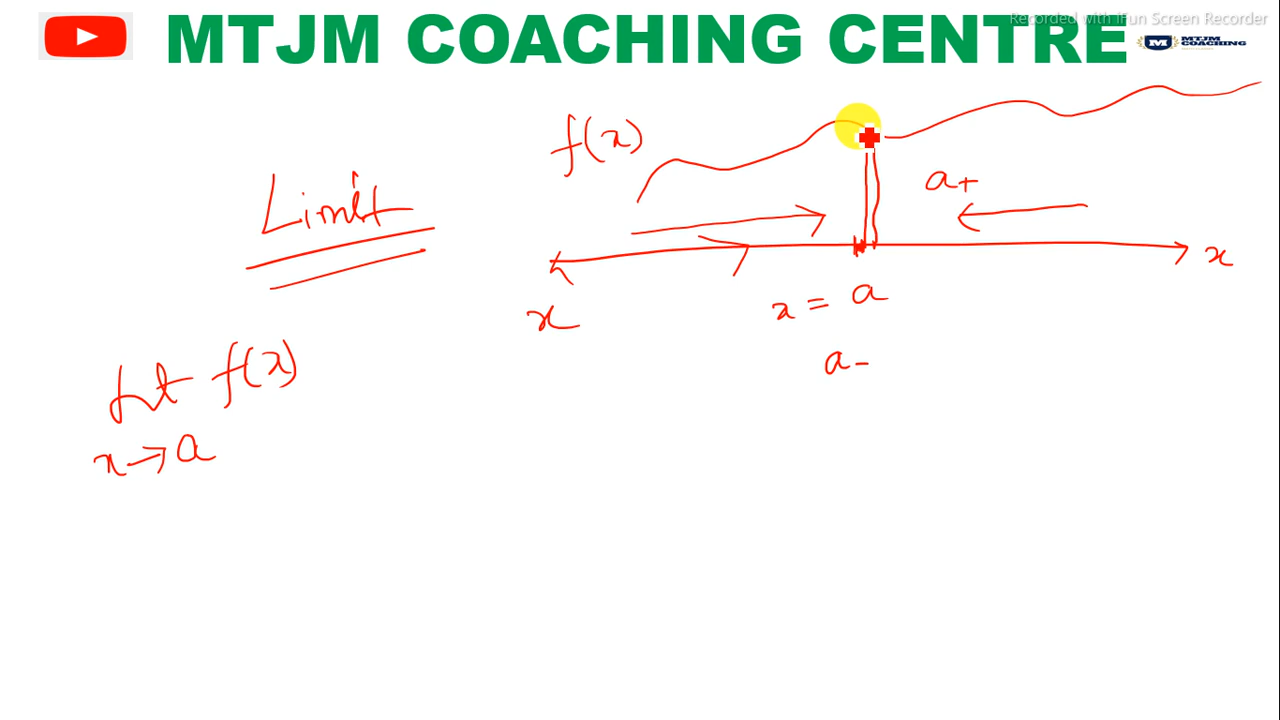 Recorded with iFun Screen Recorder
MTJM COACHING CENTRE
MTJM
COACHING
f(x)
Limit
a+
x
x
x = a
a-
Lt f(x)
x→a